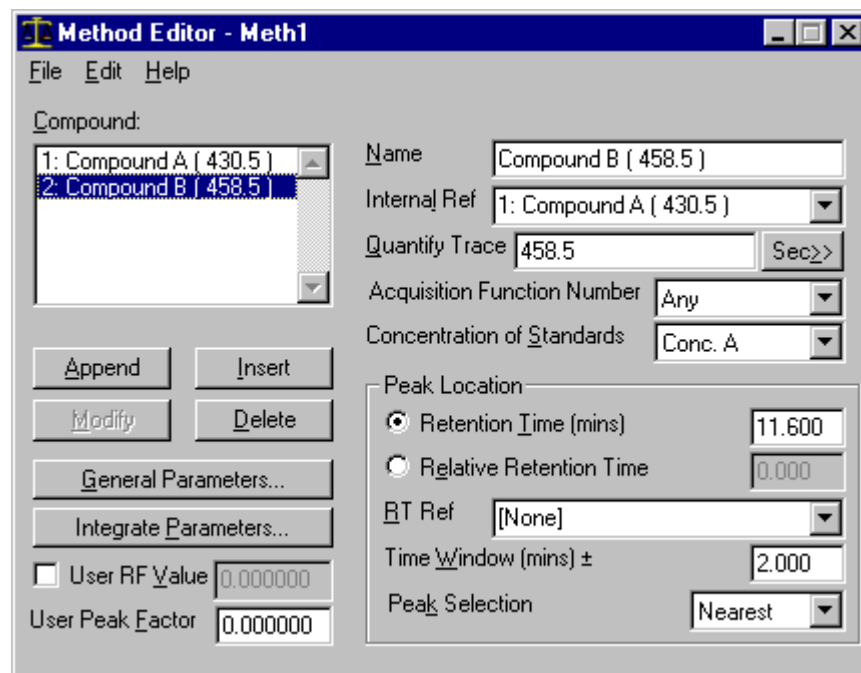 Method Editor - Meth1
File Edit Help
Compound:
1: Compound A ( 430.5 )
2: Compound B ( 458.5 )
Append Insert
Modify Delete
General Parameters...
Integrate Parameters...
User RF Value 0.000000
User Peak Factor 0.000000
Name Compound B ( 458.5 )
Internal Ref 1: Compound A ( 430.5 )
Quantify Trace 458.5 Sec>>
Acquisition Function Number Any
Concentration of Standards Conc. A
Peak Location
Retention Time (mins) 11.600
Relative Retention Time 0.000
RT Ref [None]
Time Window (mins) ± 2.000
Peak Selection Nearest